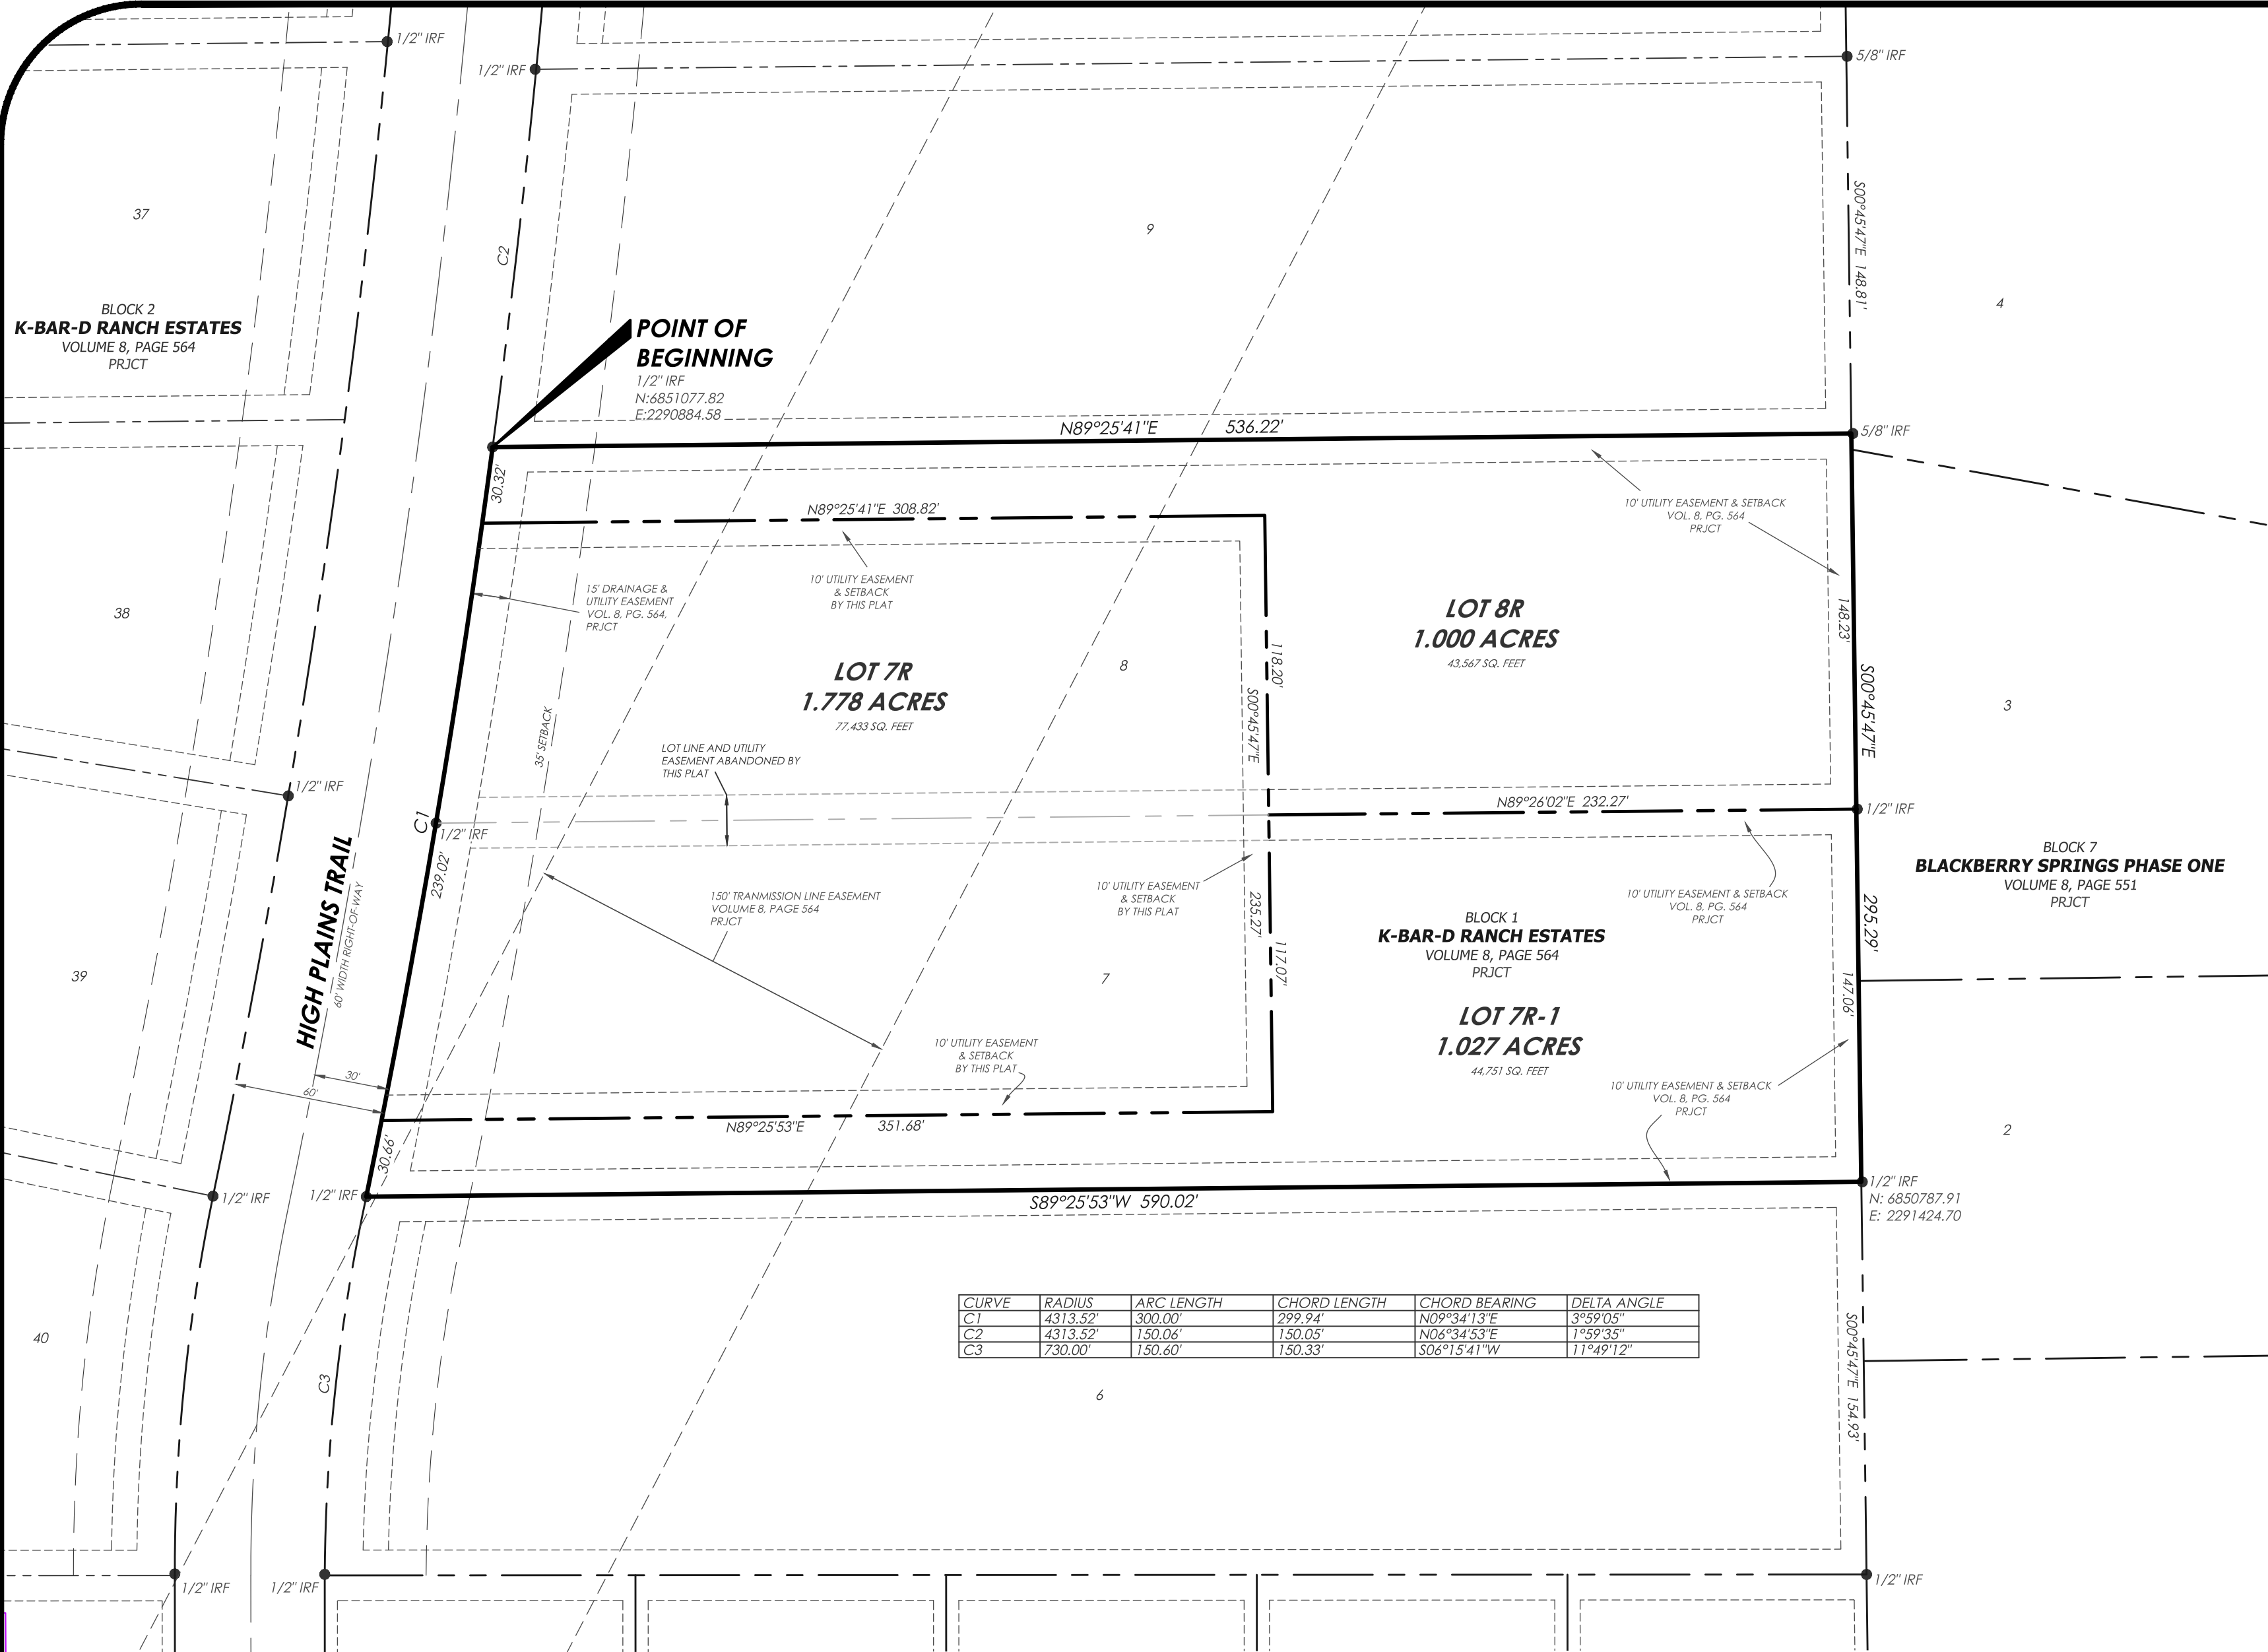 1/2" IRF
1/2" IRF
5/8" IRF
37
9
C2
S00°45'47"E 148.81'
4
BLOCK 2
K-BAR-D RANCH ESTATES
VOLUME 8, PAGE 564
PRJCT
POINT OF
BEGINNING
1/2" IRF
N:6851077.82
E:2290884.58
N89°25'41"E 536.22'
5/8" IRF
30.32'
N89°25'41"E 308.82'
10' UTILITY EASEMENT & SETBACK
VOL. 8, PG. 564
PRJCT
10' UTILITY EASEMENT
& SETBACK
BY THIS PLAT
15' DRAINAGE &
UTILITY EASEMENT
VOL. 8, PG. 564,
PRJCT
38
LOT 8R
1.000 ACRES
43,567 SQ. FEET
148.23'
118.20'
8
LOT 7R
1.778 ACRES
77,433 SQ. FEET
S00°45'47"E
S00°45'47"E
3
35' SETBACK
LOT LINE AND UTILITY
EASEMENT ABANDONED BY
THIS PLAT
1/2" IRF
N89°26'02"E 232.27'
1/2" IRF
C1
1/2" IRF
239.02'
HIGH PLAINS TRAIL
60' WIDTH RIGHT-OF-WAY
150' TRANMISSION LINE EASEMENT
VOLUME 8, PAGE 564
PRJCT
10' UTILITY EASEMENT
& SETBACK
BY THIS PLAT
235.27'
117.07'
10' UTILITY EASEMENT & SETBACK
VOL. 8, PG. 564
PRJCT
BLOCK 1
K-BAR-D RANCH ESTATES
VOLUME 8, PAGE 564
PRJCT
295.29'
BLOCK 7
BLACKBERRY SPRINGS PHASE ONE
VOLUME 8, PAGE 551
PRJCT
39
7
147.06'
LOT 7R-1
1.027 ACRES
44,751 SQ. FEET
10' UTILITY EASEMENT
& SETBACK
BY THIS PLAT
30'
60'
10' UTILITY EASEMENT & SETBACK
VOL. 8, PG. 564
PRJCT
N89°25'53"E 351.68'
2
30.66'
1/2" IRF
1/2" IRF
S89°25'53"W 590.02'
1/2" IRF
N: 6850787.91
E: 2291424.70
CURVE RADIUS ARC LENGTH CHORD LENGTH CHORD BEARING DELTA ANGLE
C1 4313.52' 300.00' 299.94' N09°34'13"E 3°59'05"
C2 4313.52' 150.06' 150.05' N06°34'53"E 1°59'35"
C3 730.00' 150.60' 150.33' S06°15'41"W 11°49'12"
40
C3
6
S00°45'47"E 154.93'
1/2" IRF
1/2" IRF
1/2" IRF